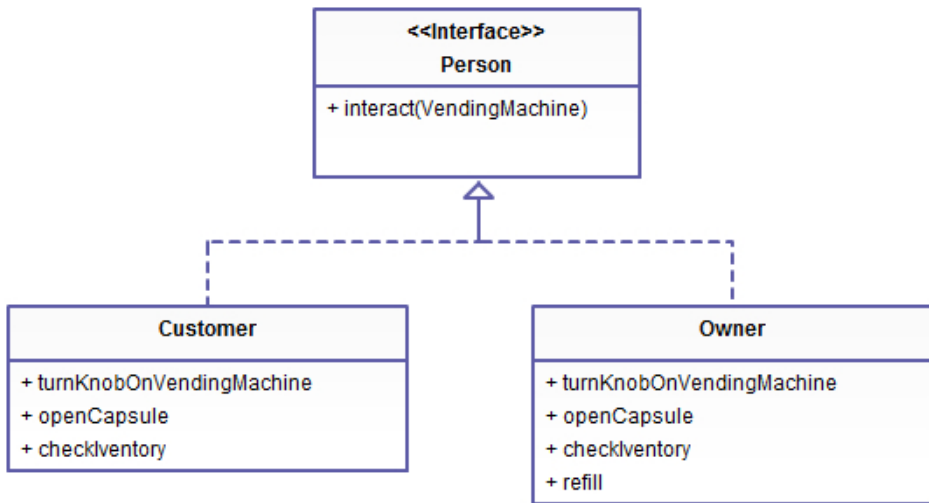 <<Interface>>
Person
+ interact(VendingMachine)
Customer
+ turnKnobOnVendingMachine
+ openCapsule
+ checkIventory
Owner
+ turnKnobOnVendingMachine
+ openCapsule
+ checkIventory
+ refill